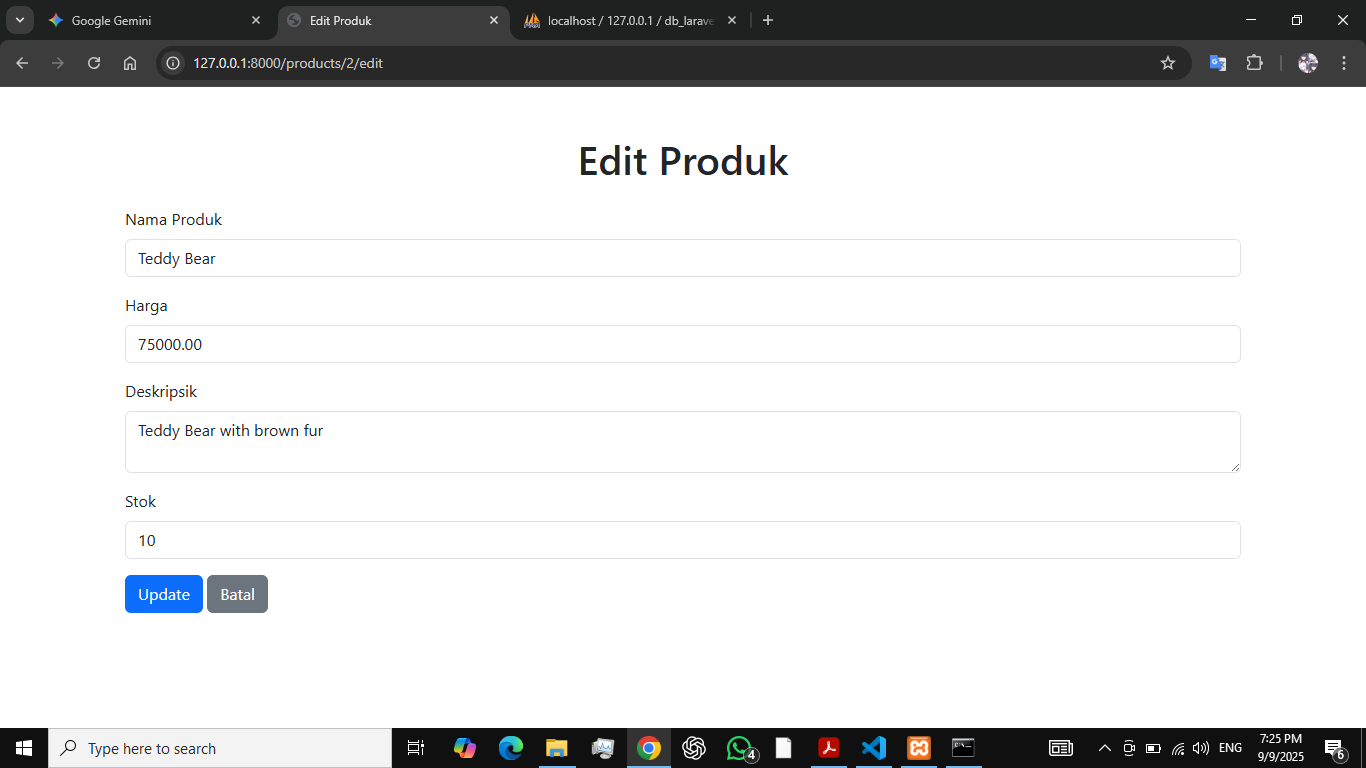 Google Gemini
Edit Produk
localhost / 127.0.0.1 / db_larave
127.0.0.1:8000/products/2/edit
Edit Produk
Nama Produk
Teddy Bear
Harga
75000.00
Deskripsik
Teddy Bear with brown fur
Stok
10
Update Batal
Type here to search
4
ENG
7:25 PM
9/9/2025
6